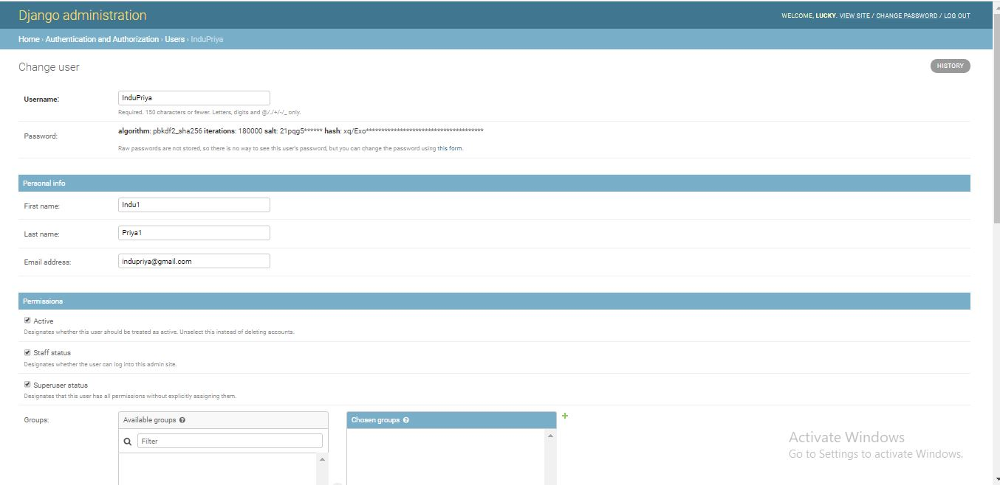 Django administration
WELCOME, LUCKY. VIEW SITE / CHANGE PASSWORD / LOG OUT
Home › Authentication and Authorization › Users › InduPriya
Change user
HISTORY
Username: InduPriya
Required. 150 characters or fewer. Letters, digits and @/./+/-/_ only.
Password: algorithm: pbkdf2_sha256 iterations: 180000 salt: 21pqg5****** hash: xq/Exo**************************************
Raw passwords are not stored, so there is no way to see this user's password, but you can change the password using this form.
Personal info
First name: Indu1
Last name: Priya1
Email address: indupriya@gmail.com
Permissions
Active
Designates whether this user should be treated as active. Unselect this instead of deleting accounts.
Staff status
Designates whether the user can log into this admin site.
Superuser status
Designates that this user has all permissions without explicitly assigning them.
Groups: Available groups ? Chosen groups ? +
Filter
Activate Windows
Go to Settings to activate Windows.